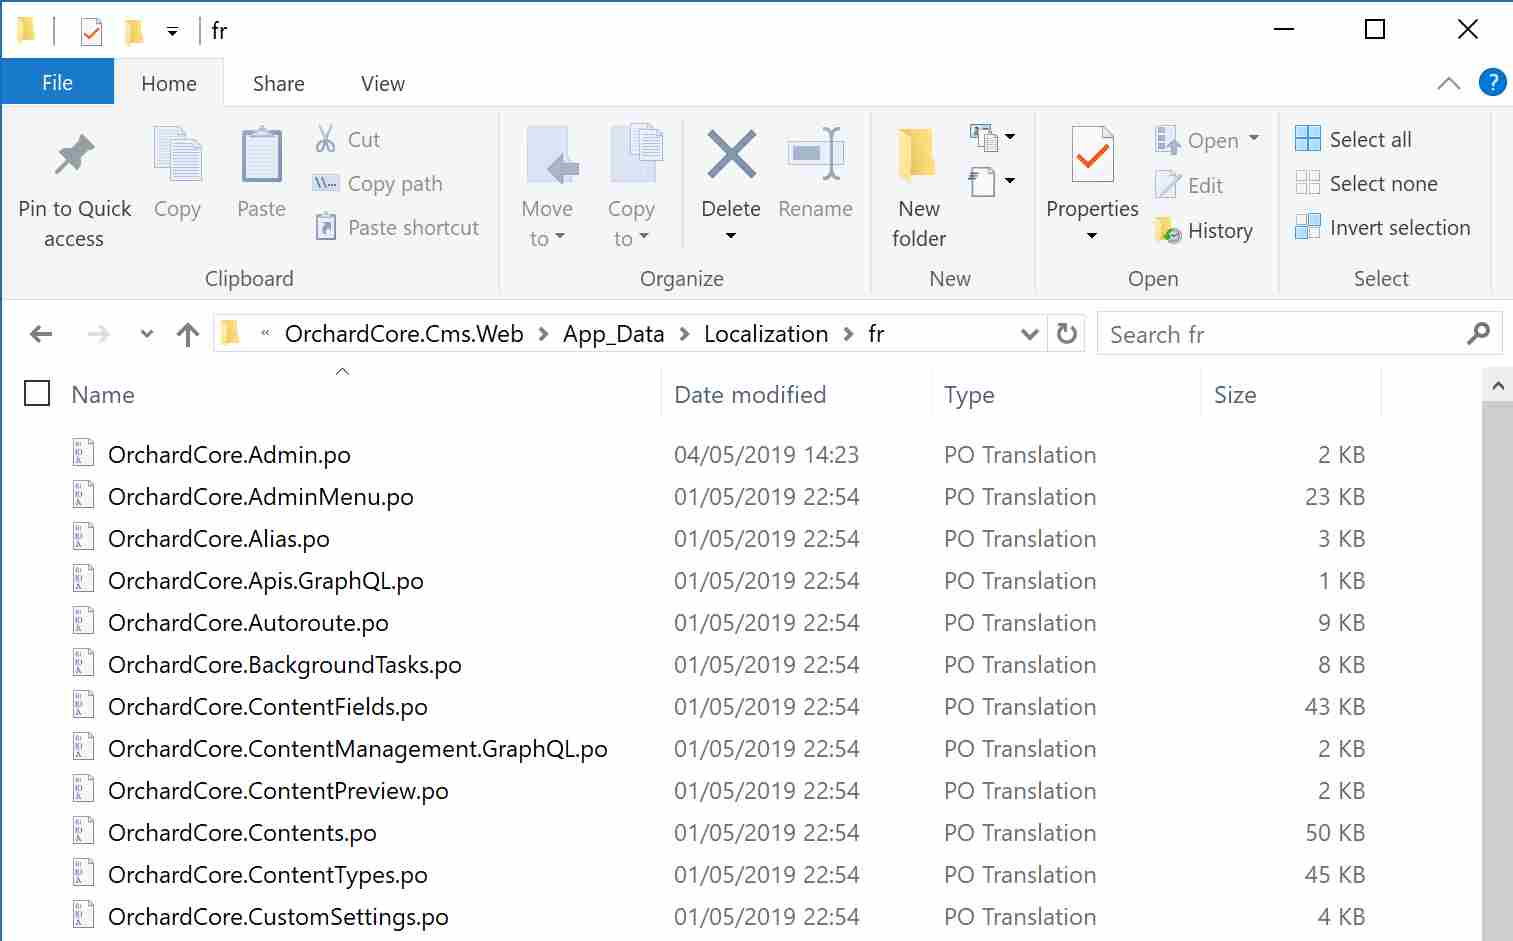 fr
File Home Share View
?
Pin to Quick access
Copy
Paste
Cut
Copy path
Paste shortcut
Clipboard
Move to
Copy to
Delete
Rename
Organize
New folder
New
Properties
Open
Edit
History
Open
Select all
Select none
Invert selection
Select
« OrchardCore.Cms.Web > App_Data > Localization > fr
Search fr
Name Date modified Type Size
OrchardCore.Admin.po 04/05/2019 14:23 PO Translation 2 KB
OrchardCore.AdminMenu.po 01/05/2019 22:54 PO Translation 23 KB
OrchardCore.Alias.po 01/05/2019 22:54 PO Translation 3 KB
OrchardCore.Apis.GraphQL.po 01/05/2019 22:54 PO Translation 1 KB
OrchardCore.Autoroute.po 01/05/2019 22:54 PO Translation 9 KB
OrchardCore.BackgroundTasks.po 01/05/2019 22:54 PO Translation 8 KB
OrchardCore.ContentFields.po 01/05/2019 22:54 PO Translation 43 KB
OrchardCore.ContentManagement.GraphQL.po 01/05/2019 22:54 PO Translation 2 KB
OrchardCore.ContentPreview.po 01/05/2019 22:54 PO Translation 2 KB
OrchardCore.Contents.po 01/05/2019 22:54 PO Translation 50 KB
OrchardCore.ContentTypes.po 01/05/2019 22:54 PO Translation 45 KB
OrchardCore.CustomSettings.po 01/05/2019 22:54 PO Translation 4 KB